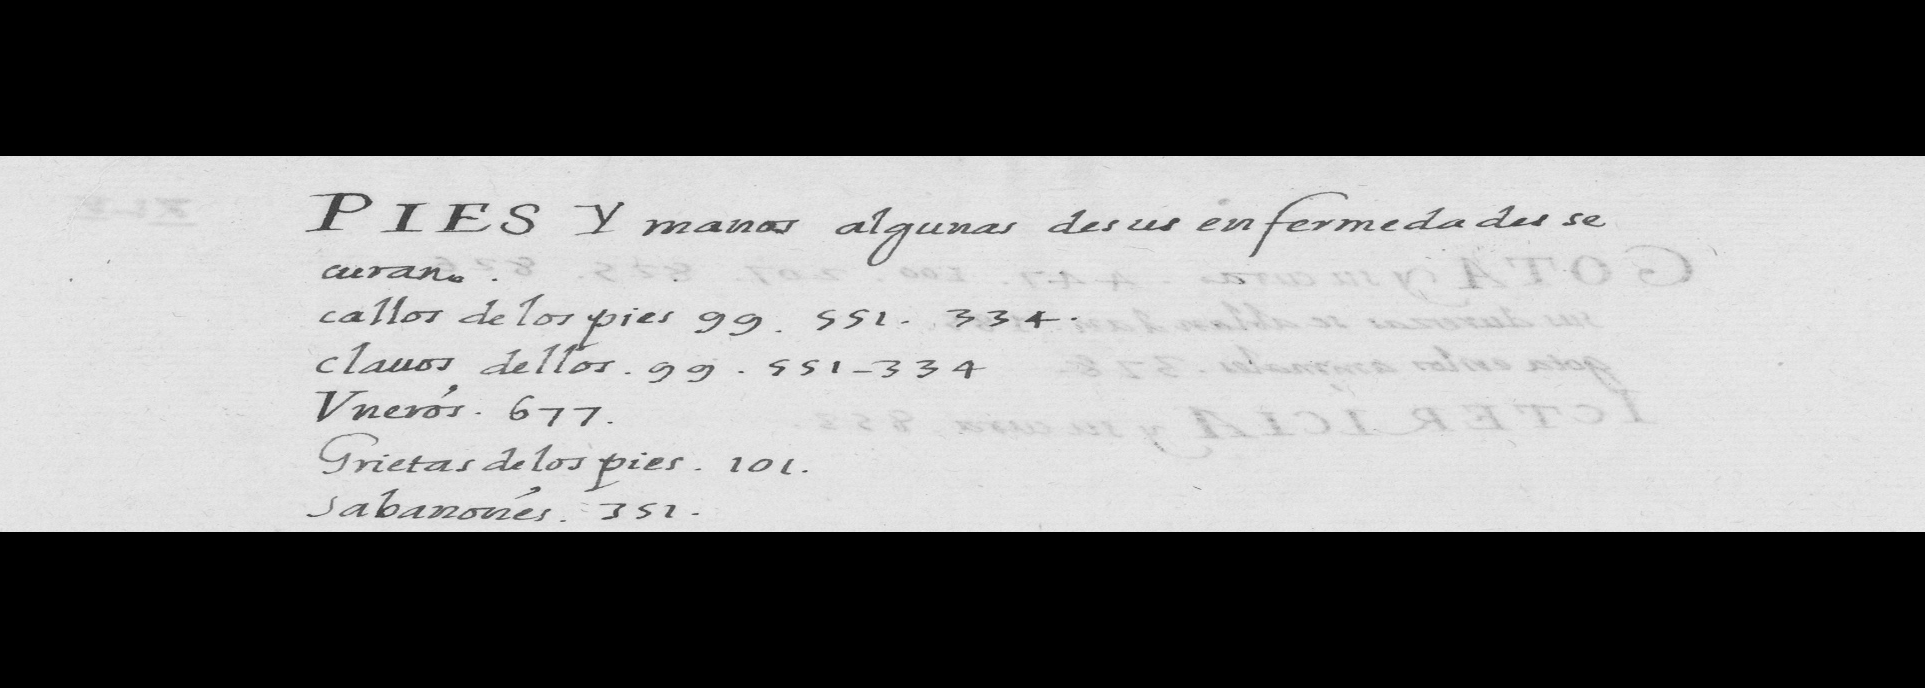 PIES Y manos algunas desus enfermedades se
curan.
callos delos pies 99. 551. 334.
clauos dellos. 99. 551-334
Vnerós. 677.
Grietas delos pies. 101.
sabanonés. 351.